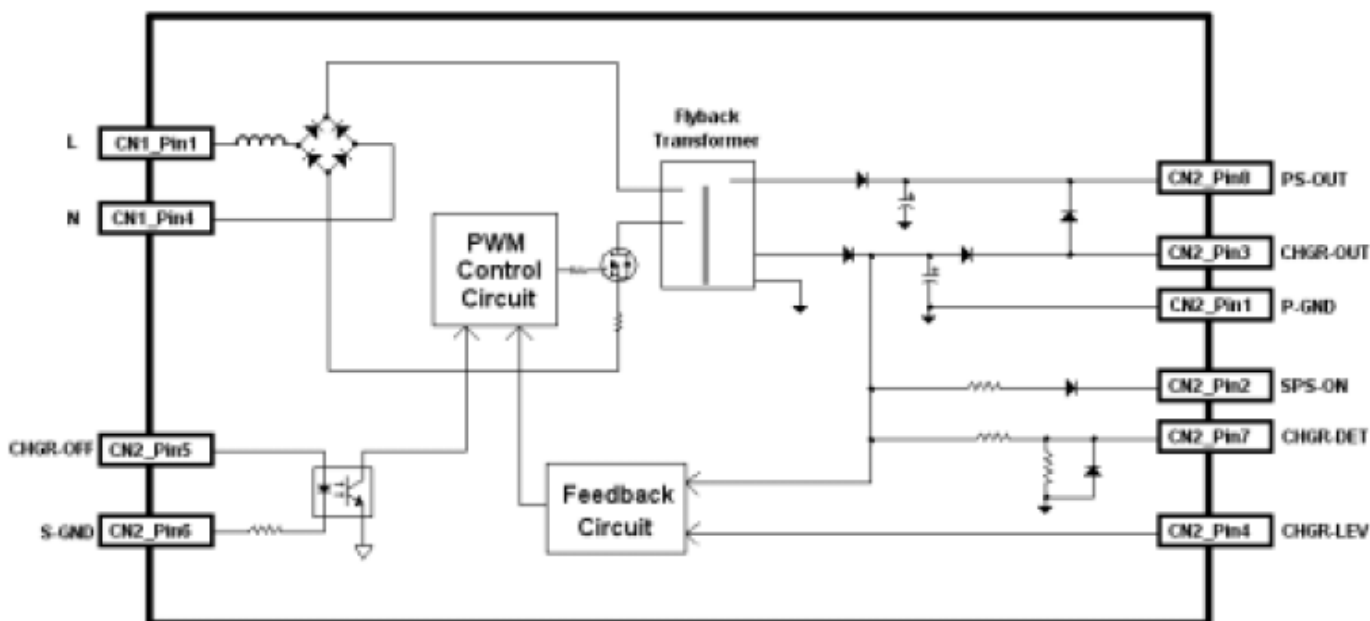 Flyback
Transformer
L CN1_Pin1
N CN1_Pin4
PWM
Control
Circuit
CN2_Pin8 PS-OUT
CN2_Pin3 CHGR-OUT
CN2_Pin1 P-GND
CN2_Pin2 SPS-ON
CN2_Pin7 CHGR-DET
CHGR-OFF CN2_Pin5
S-GND CN2_Pin6
Feedback
Circuit
CN2_Pin4 CHGR-LEV